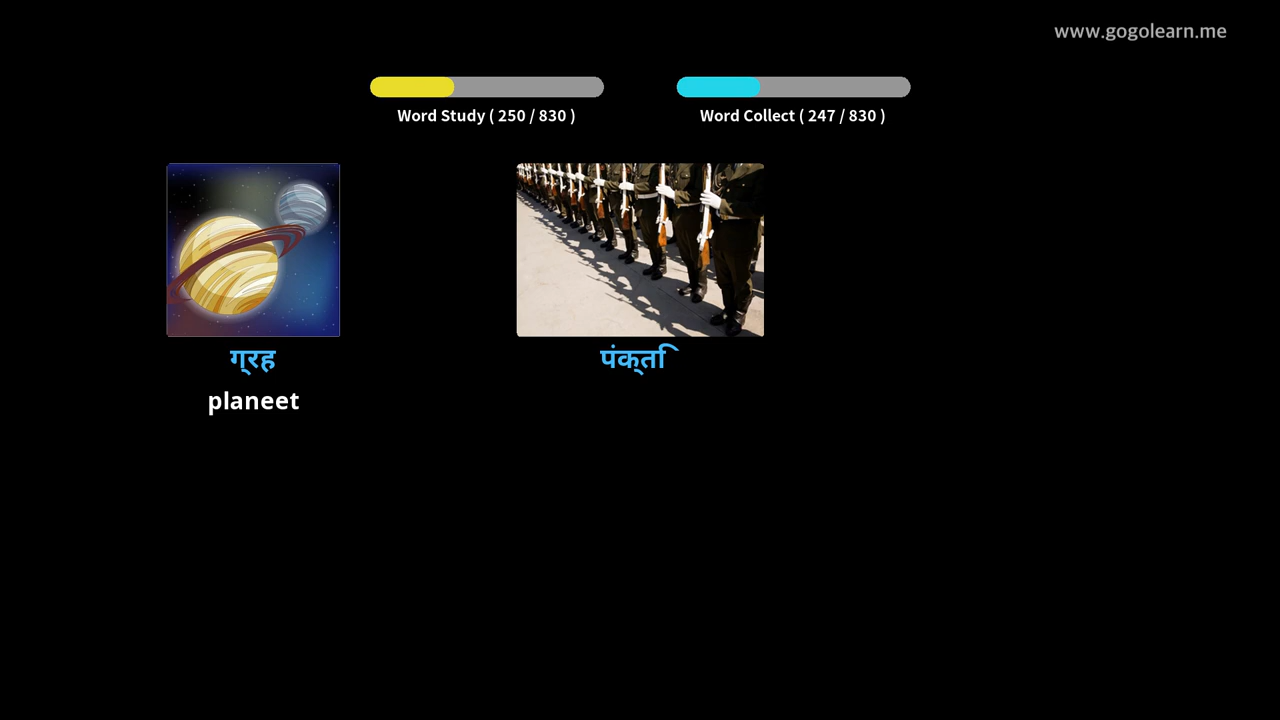 www.gogolearn.me
Word Study ( 250 / 830 )
Word Collect ( 247 / 830 )
ग्रह
पंक्ति
planeet